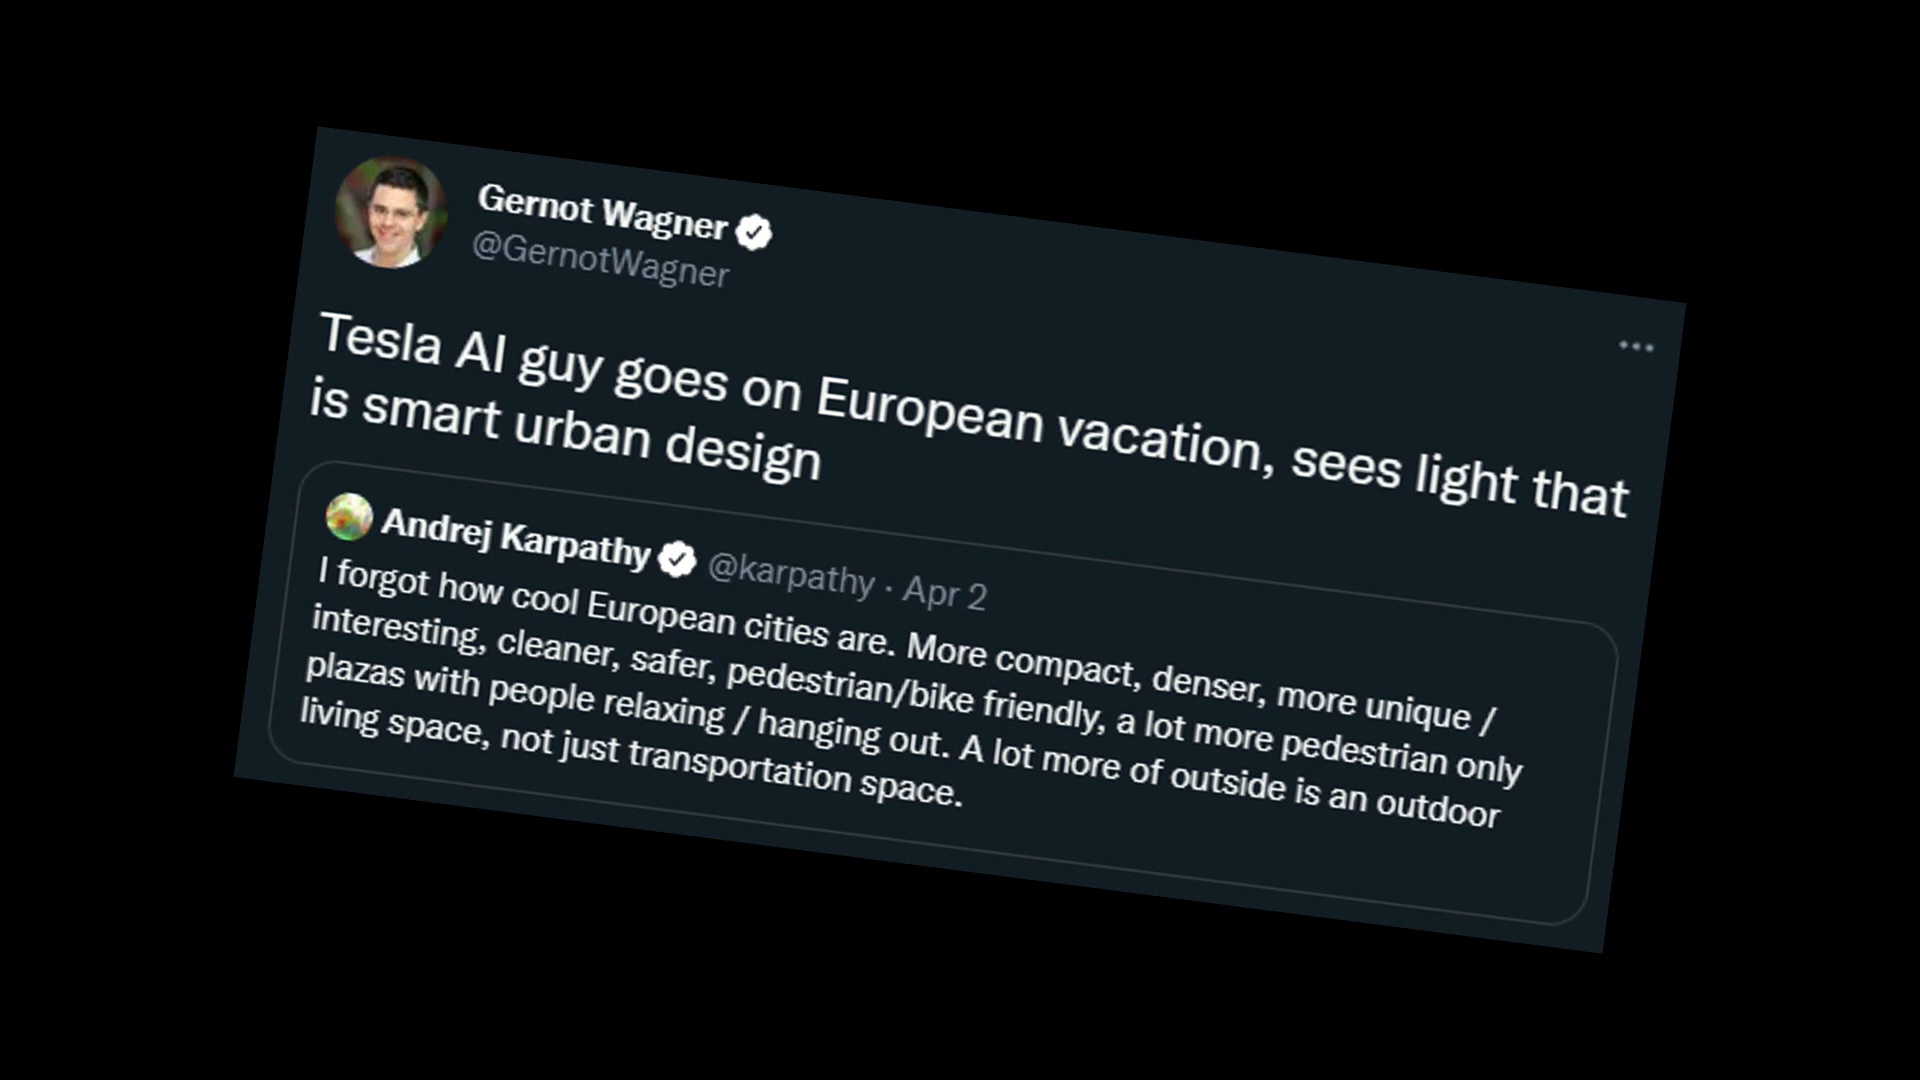 Gernot Wagner
@GernotWagner
Tesla AI guy goes on European vacation, sees light that
is smart urban design
Andrej Karpathy @karpathy · Apr 2
I forgot how cool European cities are. More compact, denser, more unique /
interesting, cleaner, safer, pedestrian/bike friendly, a lot more pedestrian only
plazas with people relaxing / hanging out. A lot more of outside is an outdoor
living space, not just transportation space.